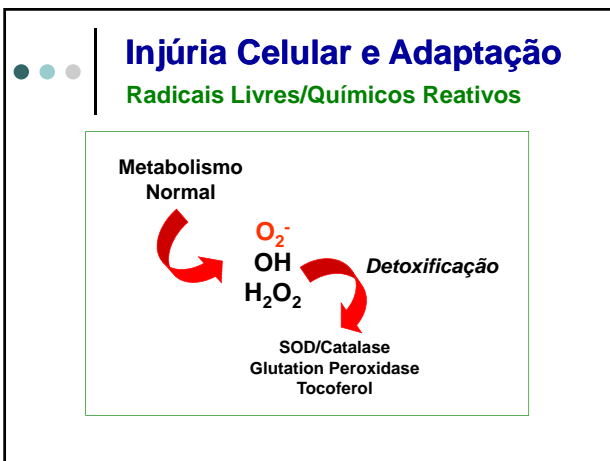 Injúria Celular e Adaptação
Radicais Livres/Químicos Reativos
Metabolismo
Normal
O₂⁻
OH
H₂O₂
Detoxificação
SOD/Catalase
Glutation Peroxidase
Tocoferol